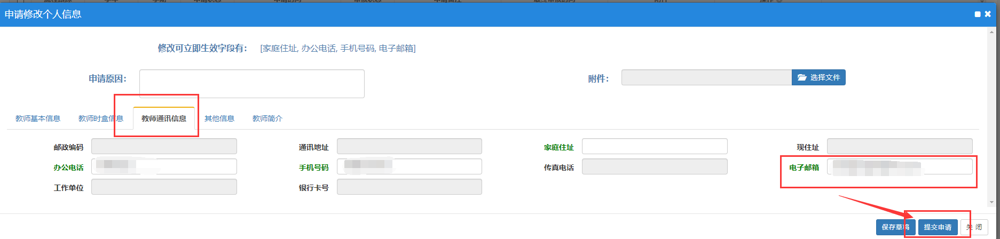 申请修改个人信息
修改可立即生效字段有： [家庭住址, 办公电话, 手机号码, 电子邮箱]
申请原因：
附件：
选择文件
教师基本信息 教师时盒信息 教师通讯信息 其他信息 教师简介
邮政编码 通讯地址 家庭住址 现住址
办公电话 手机号码 传真电话 电子邮箱
工作单位 银行卡号
保存草稿 提交申请 关 闭